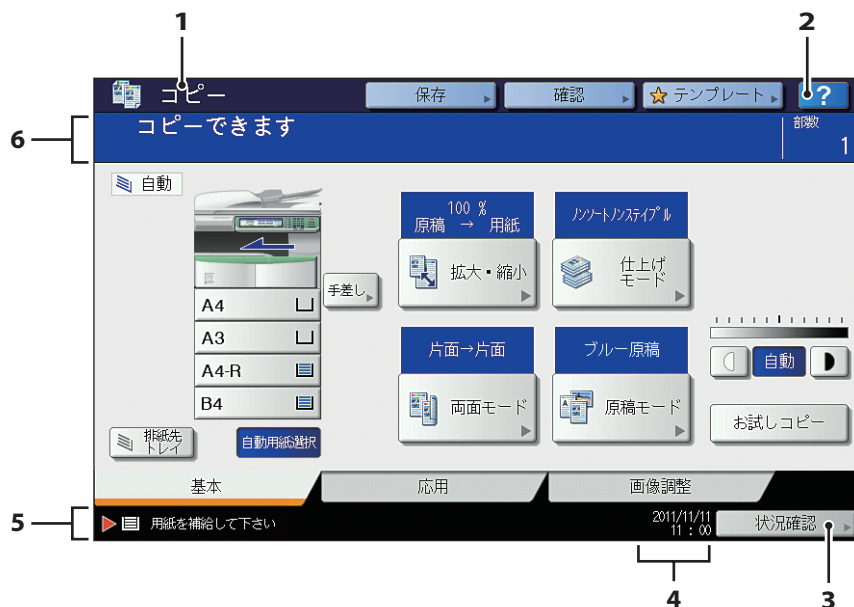 1
2
コピー
保存
確認
テンプレート
?
6
コピーできます
部数
1
自動
100 %
原稿 → 用紙
ﾉﾝｿｰﾄﾉﾝｽﾃｲﾌﾟﾙ
拡大・縮小
仕上げ
モード
手差し
A4
A3
A4-R
B4
片面→片面
ブルー原稿
自動
両面モード
原稿モード
お試しコピー
排紙先
トレイ
自動用紙選択
基本
応用
画像調整
5
用紙を補給して下さい
2011/11/11
11 : 00
状況確認
4
3